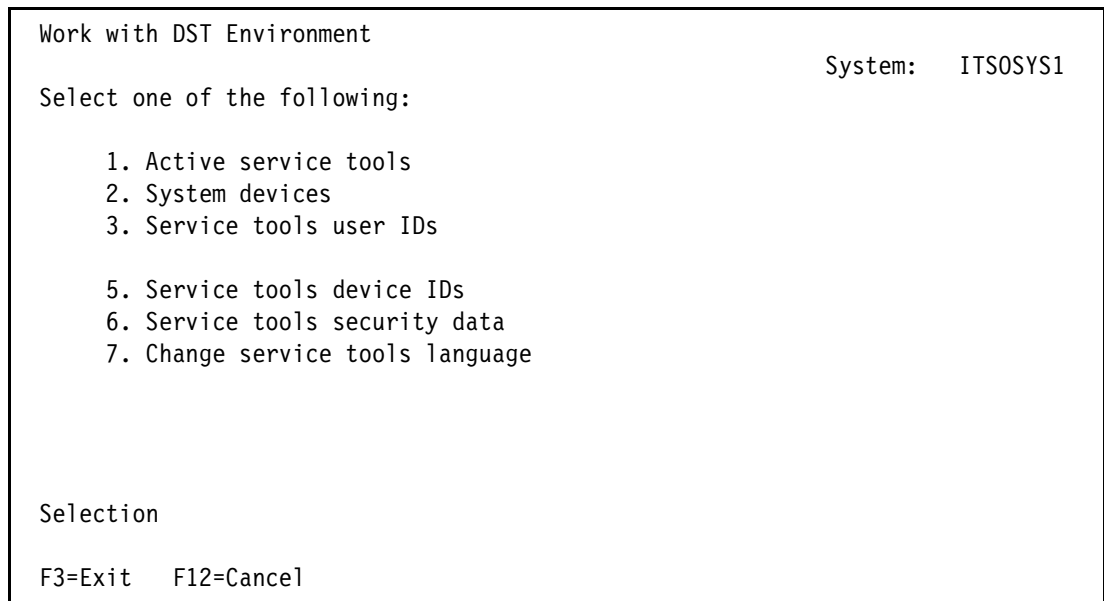 Work with DST Environment
System: ITSOSYS1
Select one of the following:
1. Active service tools
2. System devices
3. Service tools user IDs
5. Service tools device IDs
6. Service tools security data
7. Change service tools language
Selection
F3=Exit F12=Cancel